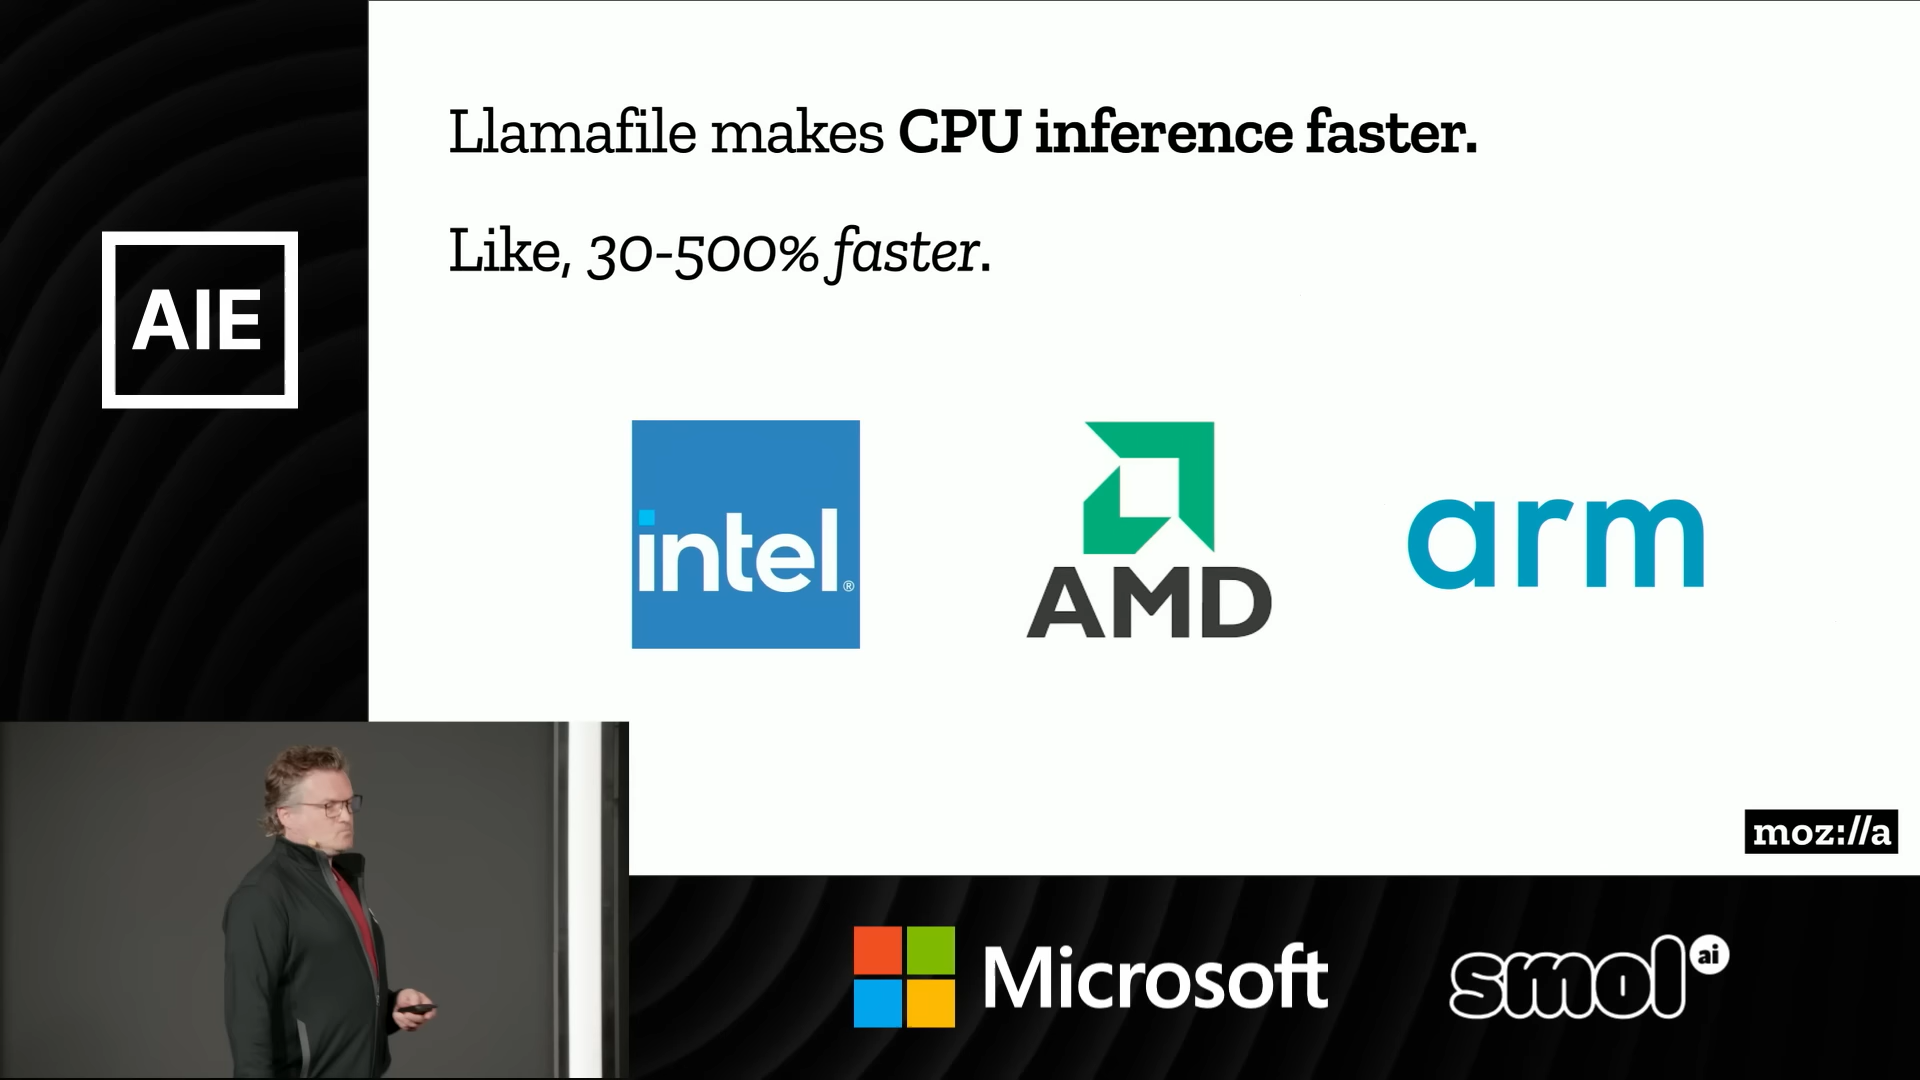 Llamafile makes CPU inference faster.
Like, 30-500% faster.
AIE
intel®
AMD
arm
moz://a
Microsoft
smol ai